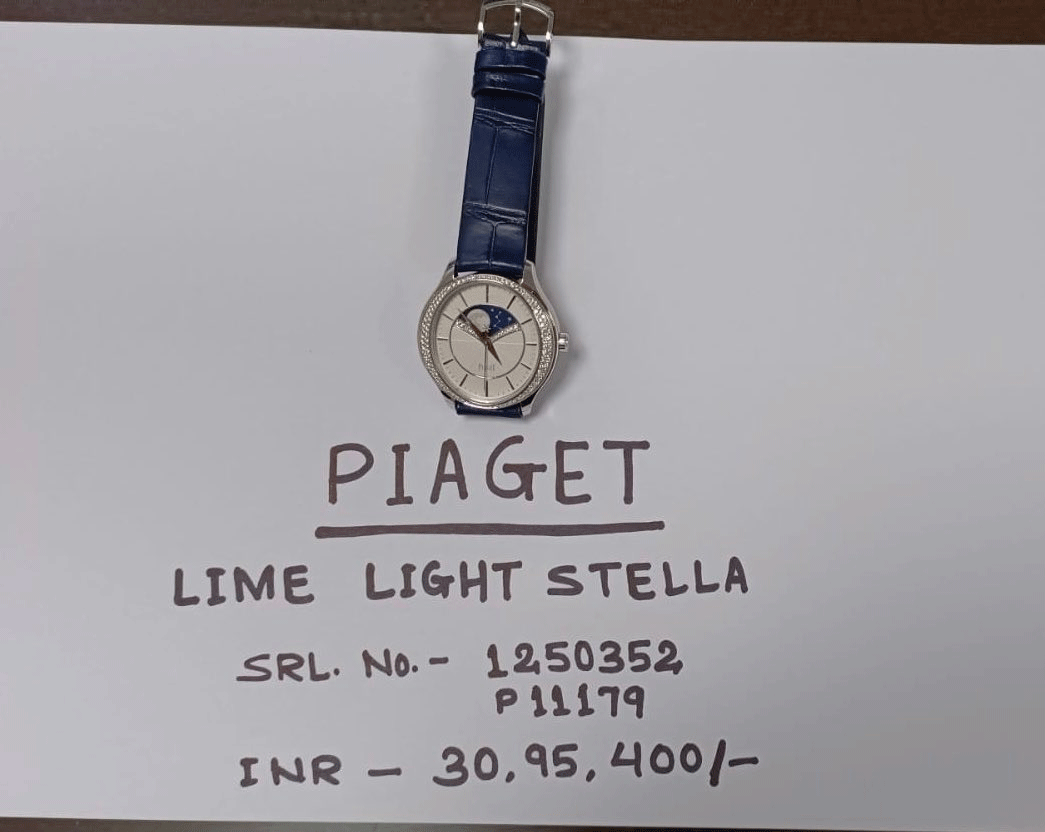 PIAGET
LIME LIGHT STELLA
SRL. No. - 1250352
P11179
INR - 30,95,400/-